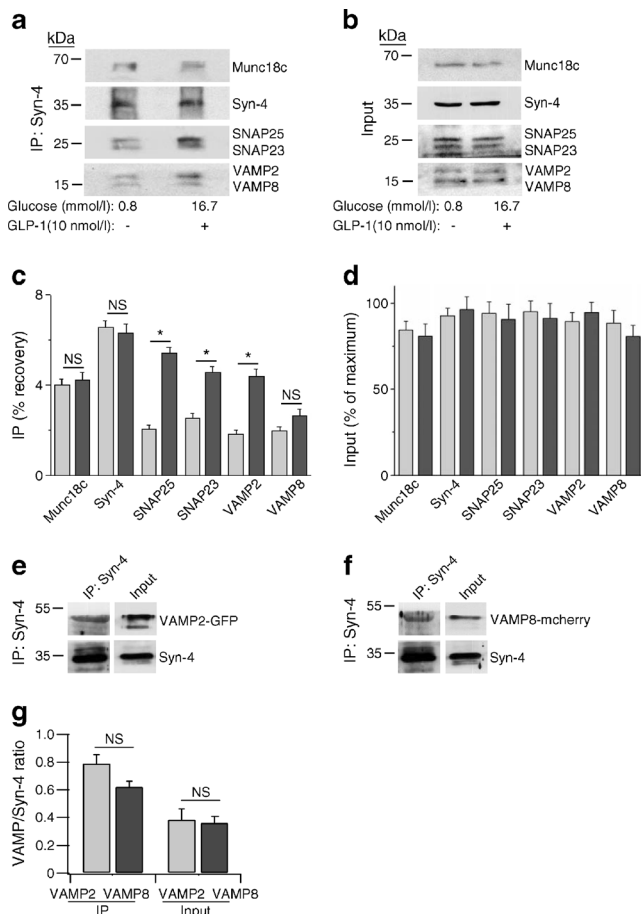 a
kDa
70
Munc18c
35
Syn-4
IP: Syn-4
25
SNAP25
SNAP23
15
VAMP2
VAMP8
Glucose (mmol/l): 0.8 16.7
GLP-1(10 nmol/l): - +
b
kDa
70
Munc18c
35
Syn-4
Input
25
SNAP25
SNAP23
15
VAMP2
VAMP8
Glucose (mmol/l): 0.8 16.7
GLP-1(10 nmol/l): - +
c
IP (% recovery)
8
4
0
NS
NS
*
*
*
NS
Munc18c
Syn-4
SNAP25
SNAP23
VAMP2
VAMP8
d
Input (% of maximum)
100
50
0
Munc18c
Syn-4
SNAP25
SNAP23
VAMP2
VAMP8
e
IP: Syn-4
Input
IP: Syn-4
55
VAMP2-GFP
35
Syn-4
f
IP: Syn-4
Input
IP: Syn-4
55
VAMP8-mcherry
35
Syn-4
g
VAMP/Syn-4 ratio
1.0
0.8
0.6
0.4
0.2
0
NS
NS
VAMP2 VAMP8 VAMP2 VAMP8
IP Input